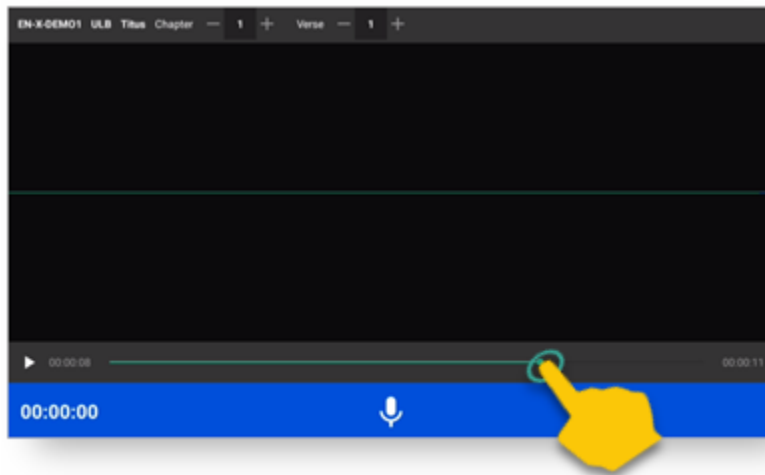 EN-X-DEMO1 ULB Titus Chapter — 1 + Verse — 1 +
00:00:08 00:00:11
00:00:00